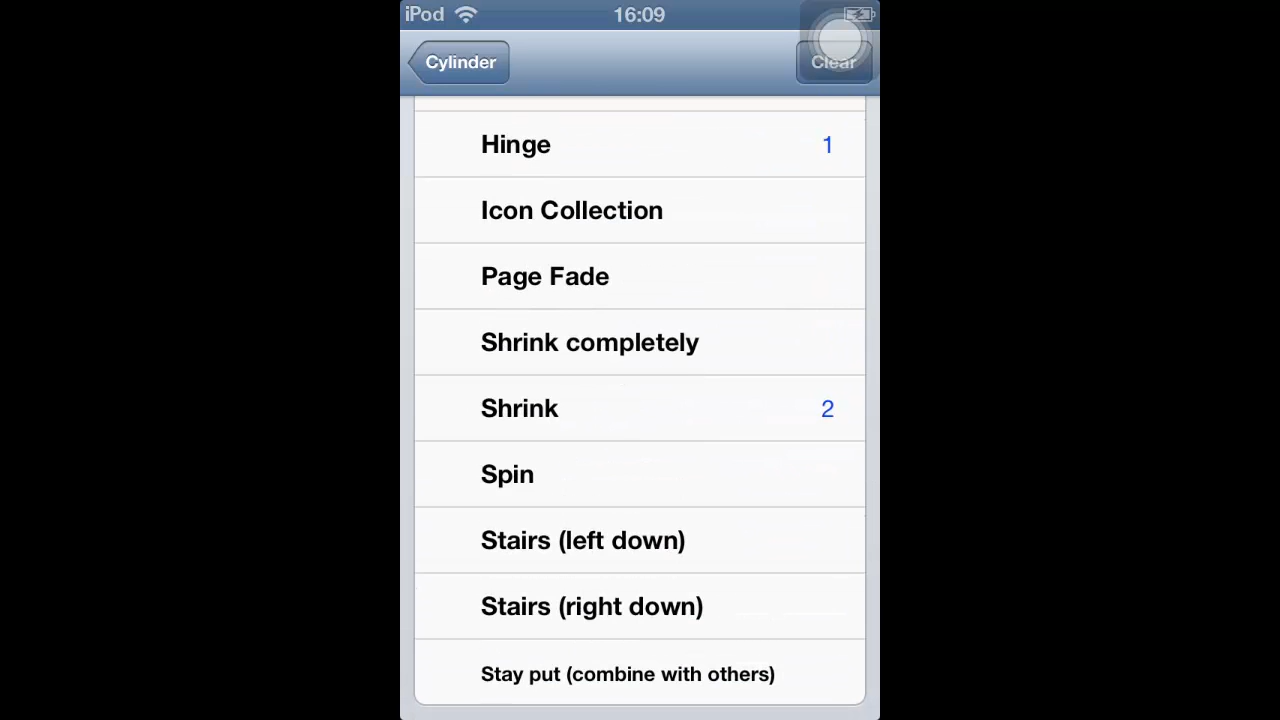 iPod 16:09
Cylinder Clear
Hinge 1
Icon Collection
Page Fade
Shrink completely
Shrink 2
Spin
Stairs (left down)
Stairs (right down)
Stay put (combine with others)